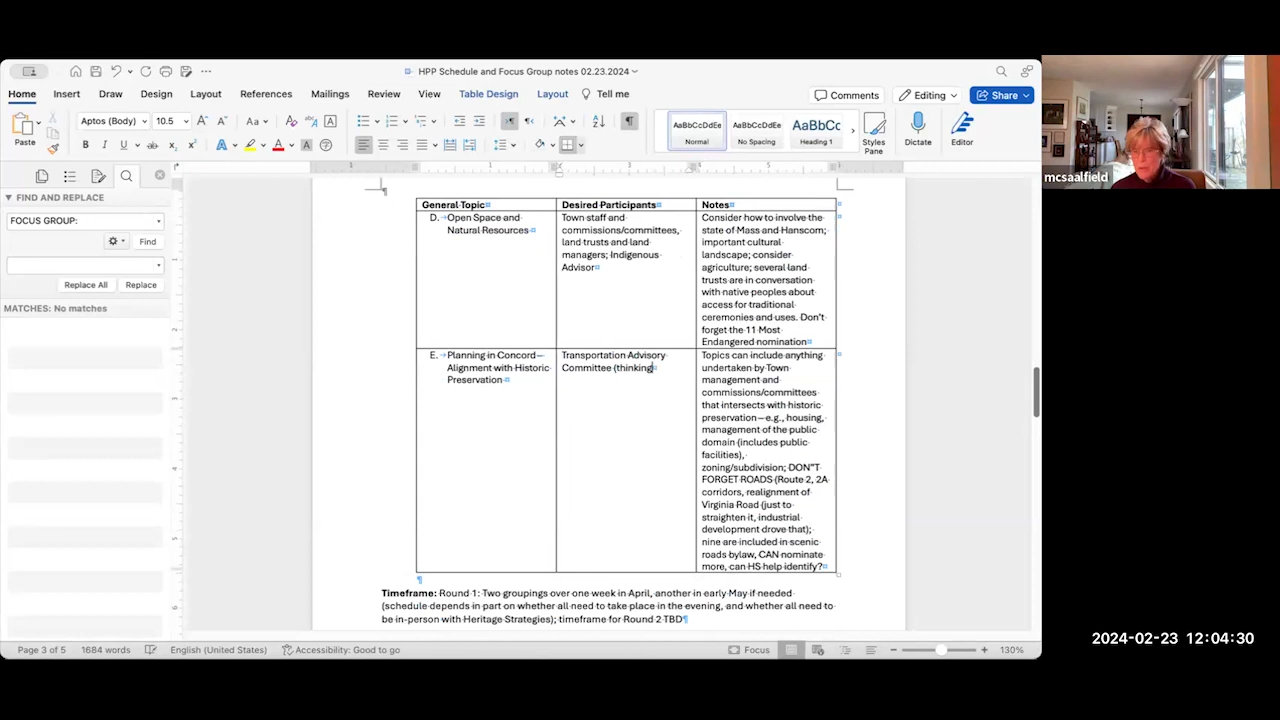 HPP Schedule and Focus Group notes 02.23.2024
Home Insert Draw Design Layout References Mailings Review View Table Design Layout Tell me Comments Editing Share
Paste
Aptos (Body) 10.5
AaBbCcDdEe AaBbCcDdEe AaBbCc
Normal No Spacing Heading 1
Styles Pane
Dictate
Editor
FIND AND REPLACE
FOCUS GROUP:
Find
Replace All Replace
MATCHES: No matches
General Topic Desired Participants Notes
D. Open Space and
Natural Resources
Town staff and
commissions/committees,
land trusts and land
managers; Indigenous
Advisor
Consider how to involve the
state of Mass and Hanscom;
important cultural
landscape; consider
agriculture; several land
trusts are in conversation
with native peoples about
access for traditional
ceremonies and uses. Don't
forget the 11 Most
Endangered nomination
E. Planning in Concord—
Alignment with Historic
Preservation
Transportation Advisory
Committee (thinking
Topics can include anything
undertaken by Town
management and
commissions/committees
that intersects with historic
preservation—e.g., housing,
management of the public
domain (includes public
facilities),
zoning/subdivision; DON"T
FORGET ROADS (Route 2, 2A
corridors, realignment of
Virginia Road (just to
straighten it, industrial
development drove that);
nine are included in scenic
roads bylaw, CAN nominate
more, can HS help identify?
Timeframe: Round 1: Two groupings over one week in April, another in early May if needed
(schedule depends in part on whether all need to take place in the evening, and whether all need to
be in-person with Heritage Strategies); timeframe for Round 2 TBD
Page 3 of 5 1684 words English (United States) Accessibility: Good to go Focus 130%
mcsaalfield
2024-02-23 12:04:30